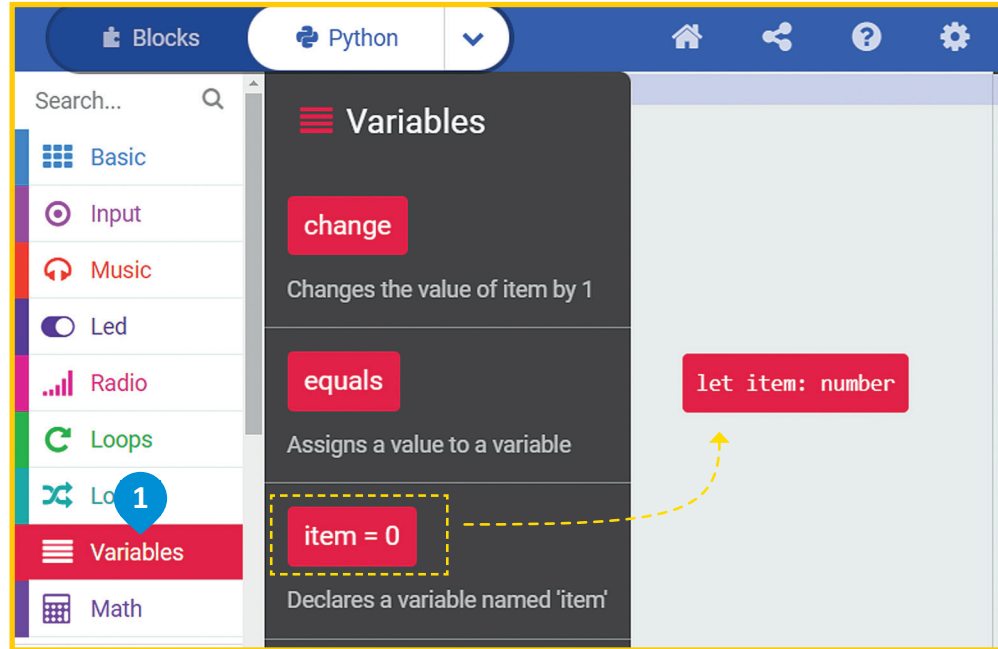 Blocks
Python
Search...
Basic
Input
Music
Led
Radio
Loops
Lo
1
Variables
Math
Variables
change
Changes the value of item by 1
equals
Assigns a value to a variable
item = 0
Declares a variable named 'item'
let item: number